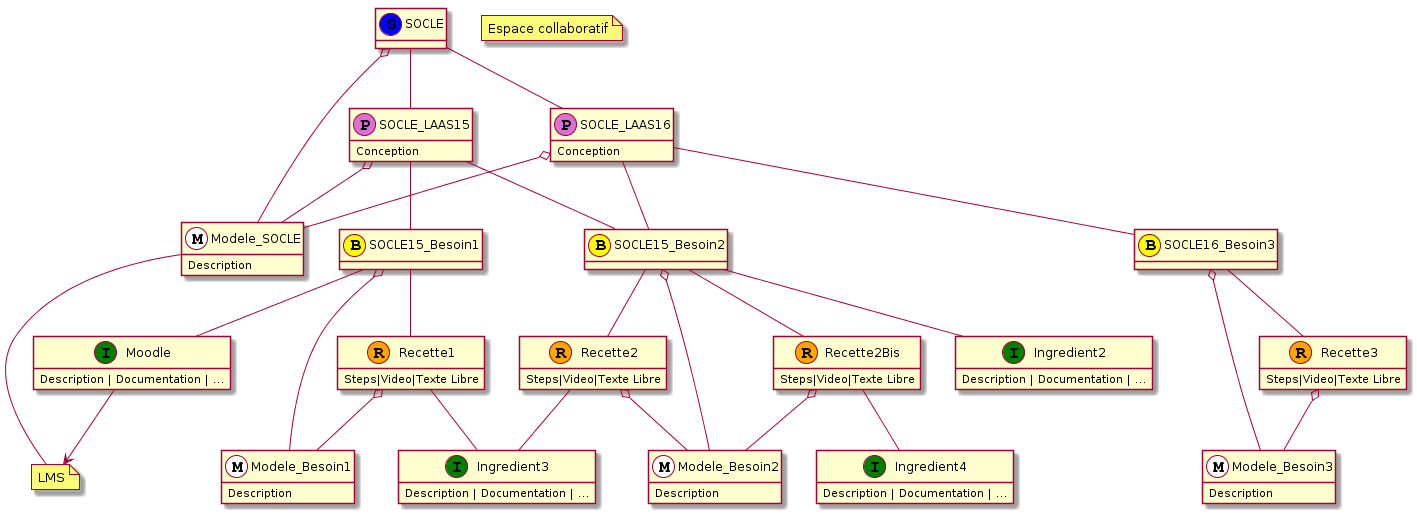 S SOCLE
Espace collaboratif
P SOCLE_LAAS15
Conception
P SOCLE_LAAS16
Conception
M Modele_SOCLE
Description
B SOCLE15_Besoin1
B SOCLE15_Besoin2
B SOCLE16_Besoin3
I Moodle
Description | Documentation | ...
R Recette1
Steps|Video|Texte Libre
R Recette2
Steps|Video|Texte Libre
R Recette2Bis
Steps|Video|Texte Libre
I Ingredient2
Description | Documentation | ...
R Recette3
Steps|Video|Texte Libre
LMS
M Modele_Besoin1
Description
I Ingredient3
Description | Documentation | ...
M Modele_Besoin2
Description
I Ingredient4
Description | Documentation | ...
M Modele_Besoin3
Description